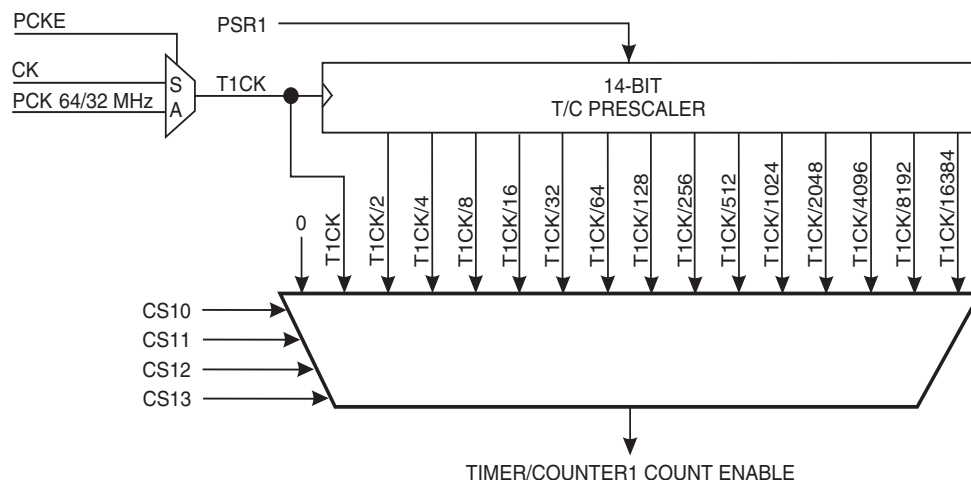 PCKE
PSR1
CK
PCK 64/32 MHz
S
A
T1CK
14-BIT
T/C PRESCALER
0
T1CK
T1CK/2
T1CK/4
T1CK/8
T1CK/16
T1CK/32
T1CK/64
T1CK/128
T1CK/256
T1CK/512
T1CK/1024
T1CK/2048
T1CK/4096
T1CK/8192
T1CK/16384
CS10
CS11
CS12
CS13
TIMER/COUNTER1 COUNT ENABLE